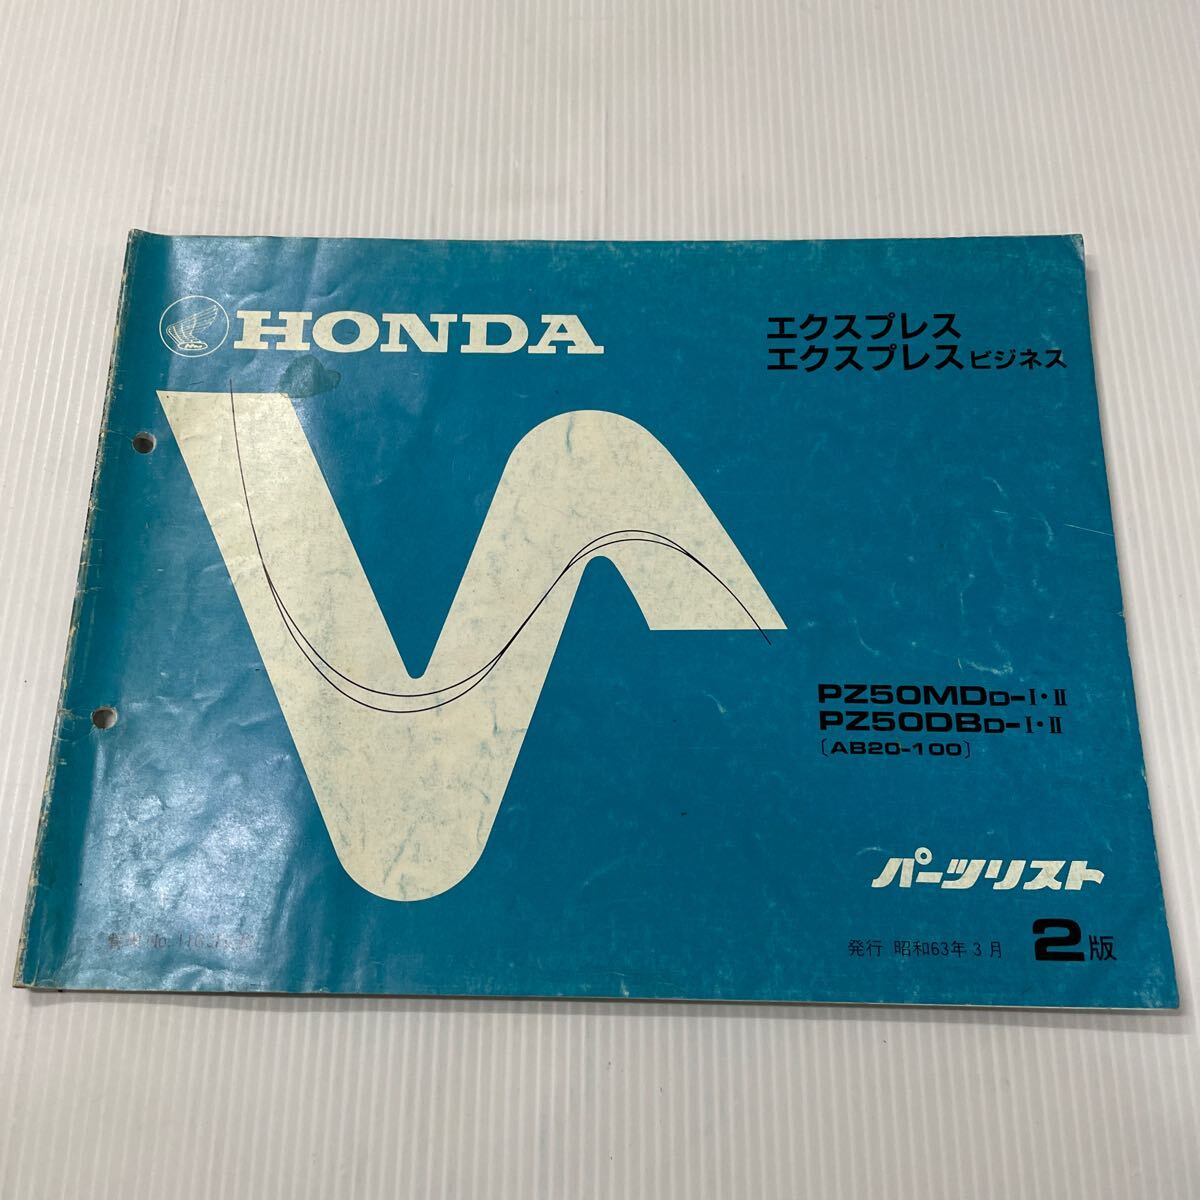 HONDA
エクスプレス
エクスプレス ビジネス
PZ50MDD-I・II
PZ50DBD-I・II
〔AB20-100〕
パーツリスト
発行 昭和63年3月 2版
No.